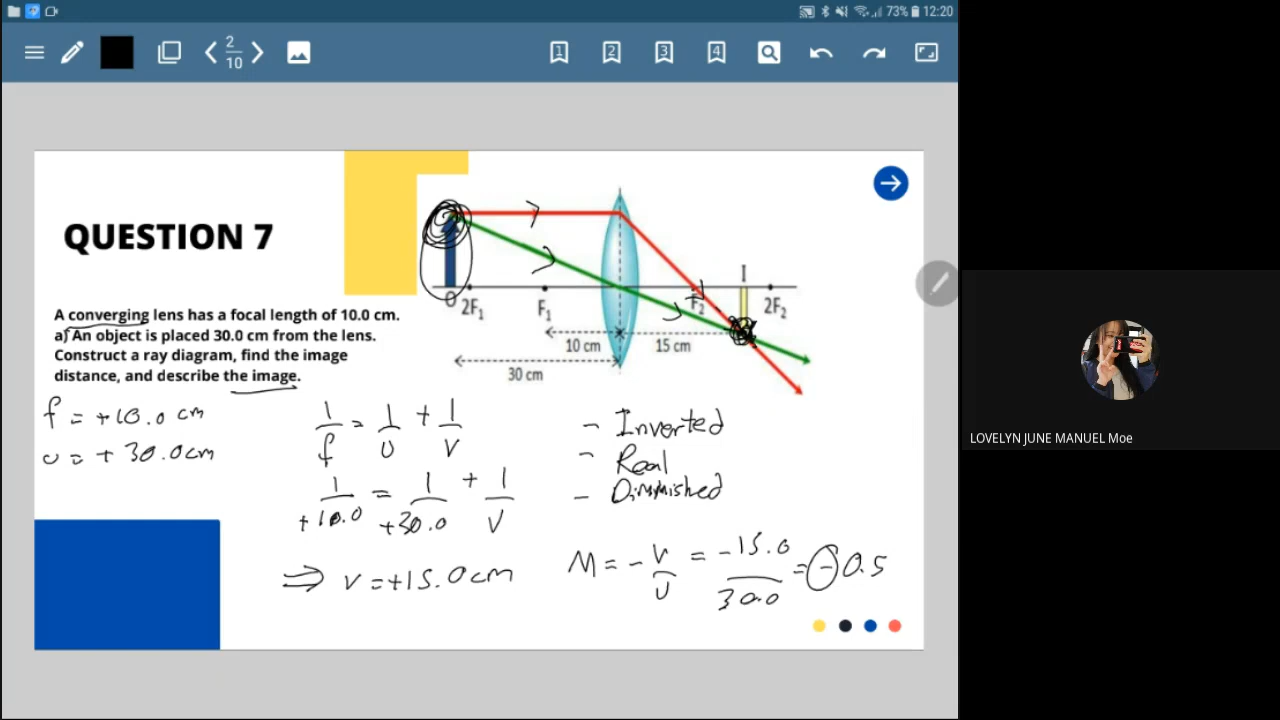 73% 12:20
2
10
1
2
3
4
QUESTION 7
A converging lens has a focal length of 10.0 cm.
a) An object is placed 30.0 cm from the lens.
Construct a ray diagram, find the image
distance, and describe the image.
O 2F₁ F₁ F₂ I 2F₂
10 cm 15 cm
30 cm
f = +10.0 cm
u = + 30.0cm
1/f = 1/u + 1/v
1/+10.0 = 1/+30.0 + 1/v
⇒ v = +15.0cm
- Inverted
- Real
- Diminished
M = - v/u = -15.0/30.0 = -0.5
LOVELYN JUNE MANUEL Moe